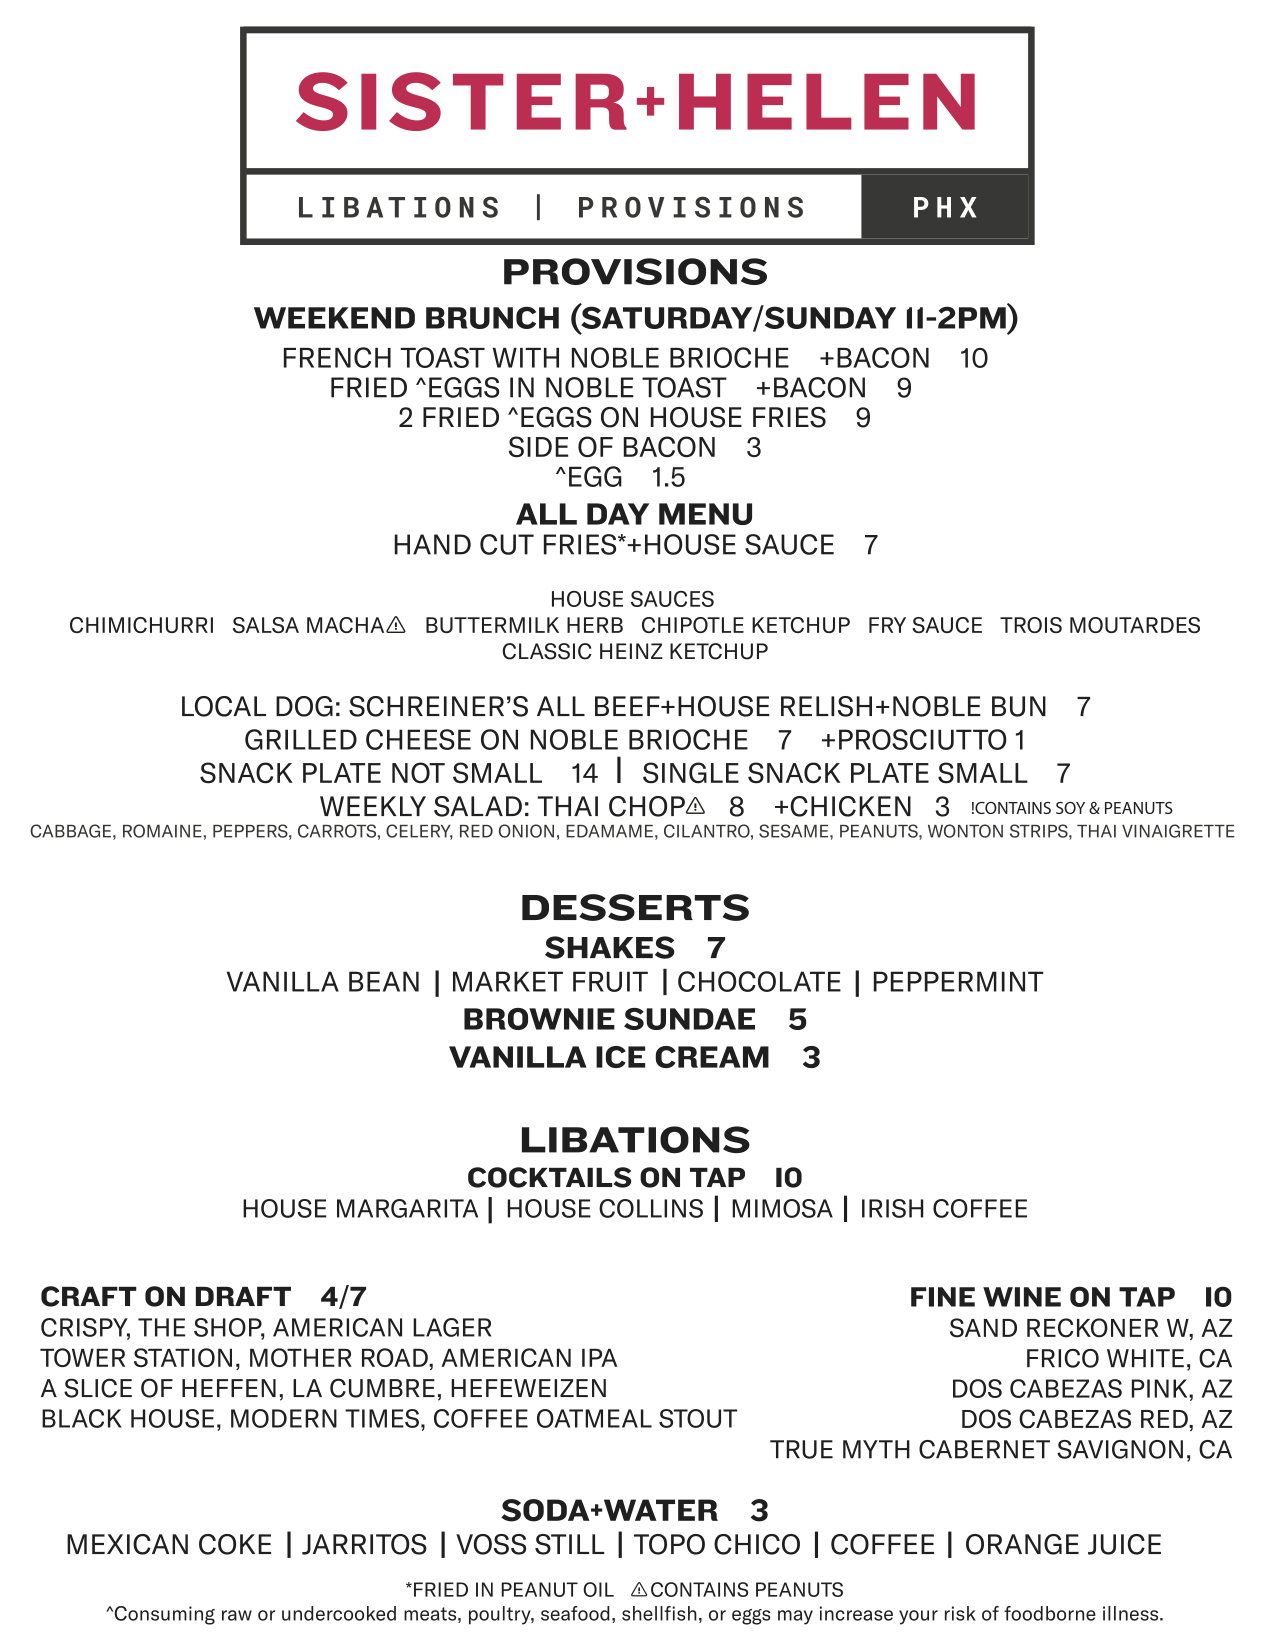 SISTER+HELEN
LIBATIONS | PROVISIONS PHX
PROVISIONS
WEEKEND BRUNCH (SATURDAY/SUNDAY 11-2PM)
FRENCH TOAST WITH NOBLE BRIOCHE +BACON 10
FRIED ^EGGS IN NOBLE TOAST +BACON 9
2 FRIED ^EGGS ON HOUSE FRIES 9
SIDE OF BACON 3
^EGG 1.5
ALL DAY MENU
HAND CUT FRIES*+HOUSE SAUCE 7
HOUSE SAUCES
CHIMICHURRI SALSA MACHA⚠ BUTTERMILK HERB CHIPOTLE KETCHUP FRY SAUCE TROIS MOUTARDES
CLASSIC HEINZ KETCHUP
LOCAL DOG: SCHREINER'S ALL BEEF+HOUSE RELISH+NOBLE BUN 7
GRILLED CHEESE ON NOBLE BRIOCHE 7 +PROSCIUTTO 1
SNACK PLATE NOT SMALL 14 | SINGLE SNACK PLATE SMALL 7
WEEKLY SALAD: THAI CHOP⚠ 8 +CHICKEN 3 !CONTAINS SOY & PEANUTS
CABBAGE, ROMAINE, PEPPERS, CARROTS, CELERY, RED ONION, EDAMAME, CILANTRO, SESAME, PEANUTS, WONTON STRIPS, THAI VINAIGRETTE
DESSERTS
SHAKES 7
VANILLA BEAN | MARKET FRUIT | CHOCOLATE | PEPPERMINT
BROWNIE SUNDAE 5
VANILLA ICE CREAM 3
LIBATIONS
COCKTAILS ON TAP 10
HOUSE MARGARITA | HOUSE COLLINS | MIMOSA | IRISH COFFEE
CRAFT ON DRAFT 4/7
CRISPY, THE SHOP, AMERICAN LAGER
TOWER STATION, MOTHER ROAD, AMERICAN IPA
A SLICE OF HEFFEN, LA CUMBRE, HEFEWEIZEN
BLACK HOUSE, MODERN TIMES, COFFEE OATMEAL STOUT
FINE WINE ON TAP 10
SAND RECKONER W, AZ
FRICO WHITE, CA
DOS CABEZAS PINK, AZ
DOS CABEZAS RED, AZ
TRUE MYTH CABERNET SAVIGNON, CA
SODA+WATER 3
MEXICAN COKE | JARRITOS | VOSS STILL | TOPO CHICO | COFFEE | ORANGE JUICE
*FRIED IN PEANUT OIL ⚠CONTAINS PEANUTS
^Consuming raw or undercooked meats, poultry, seafood, shellfish, or eggs may increase your risk of foodborne illness.